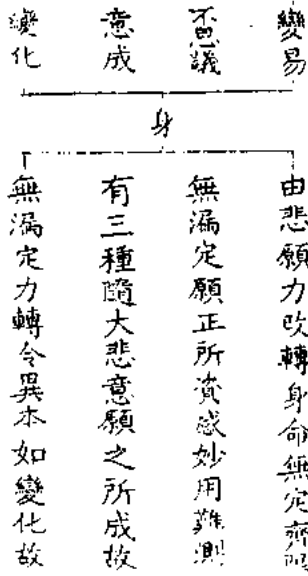 變易
不思議
意成
變化
身
由悲願力改轉身命無定齊限
無漏定願正所資感妙用難測
有三種隨大悲意願之所成故
無漏定力轉令異本如變化故